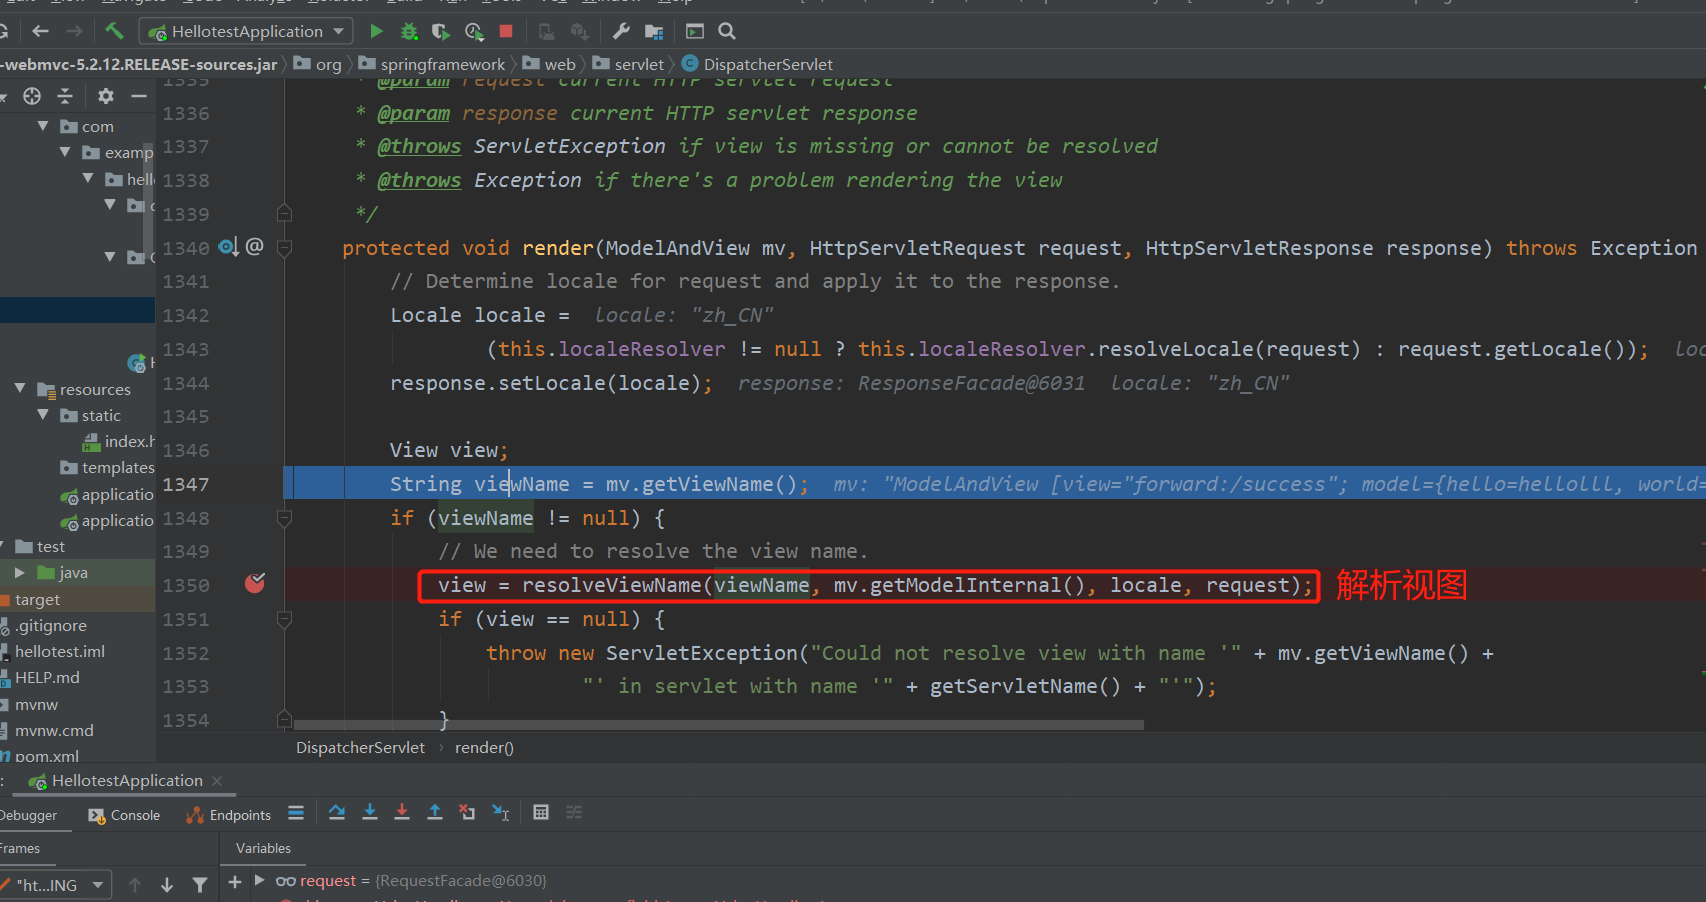 HellotestApplication
-webmvc-5.2.12.RELEASE-sources.jar org springframework web servlet DispatcherServlet
com
examp
hell
resources
static
index.h
templates
applicatio
applicatio
test
java
target
.gitignore
hellotest.iml
HELP.md
mvnw
mvnw.cmd
pom.xml
1335 * @param request current HTTP servlet request
1336 * @param response current HTTP servlet response
1337 * @throws ServletException if view is missing or cannot be resolved
1338 * @throws Exception if there's a problem rendering the view
1339 */
1340 @ protected void render(ModelAndView mv, HttpServletRequest request, HttpServletResponse response) throws Exception
1341 // Determine locale for request and apply it to the response.
1342 Locale locale = locale: "zh_CN"
1343 (this.localeResolver != null ? this.localeResolver.resolveLocale(request) : request.getLocale()); loc
1344 response.setLocale(locale); response: ResponseFacade@6031 locale: "zh_CN"
1345
1346 View view;
1347 String viewName = mv.getViewName(); mv: "ModelAndView [view="forward:/success"; model={hello=hellolll, world=
1348 if (viewName != null) {
1349 // We need to resolve the view name.
1350 view = resolveViewName(viewName, mv.getModelInternal(), locale, request); 解析视图
1351 if (view == null) {
1352 throw new ServletException("Could not resolve view with name '" + mv.getViewName() +
1353 "' in servlet with name '" + getServletName() + "'");
1354 }
DispatcherServlet › render()
: HellotestApplication ×
Debugger Console Endpoints
Frames Variables
"ht...ING request = {RequestFacade@6030}